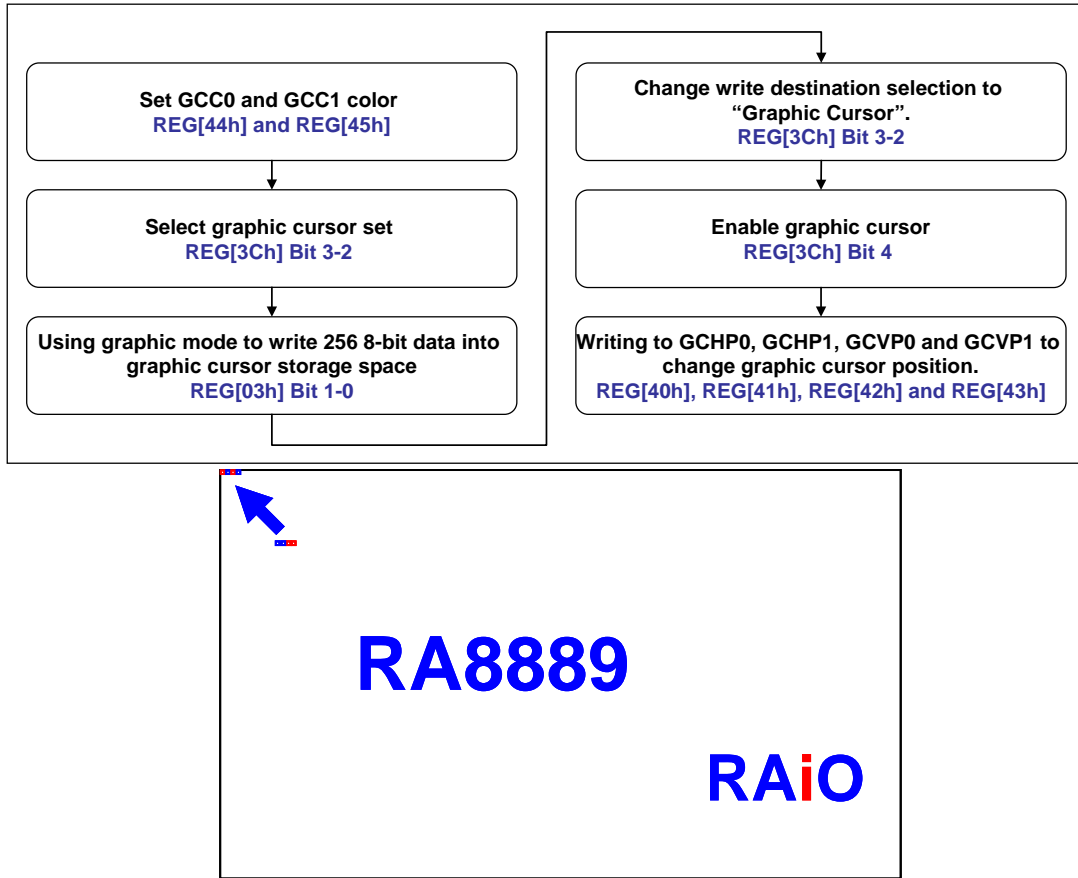 Set GCC0 and GCC1 color
REG[44h] and REG[45h]
Select graphic cursor set
REG[3Ch] Bit 3-2
Using graphic mode to write 256 8-bit data into
graphic cursor storage space
REG[03h] Bit 1-0
Change write destination selection to
“Graphic Cursor”.
REG[3Ch] Bit 3-2
Enable graphic cursor
REG[3Ch] Bit 4
Writing to GCHP0, GCHP1, GCVP0 and GCVP1 to
change graphic cursor position.
REG[40h], REG[41h], REG[42h] and REG[43h]
RA8889
RAiO